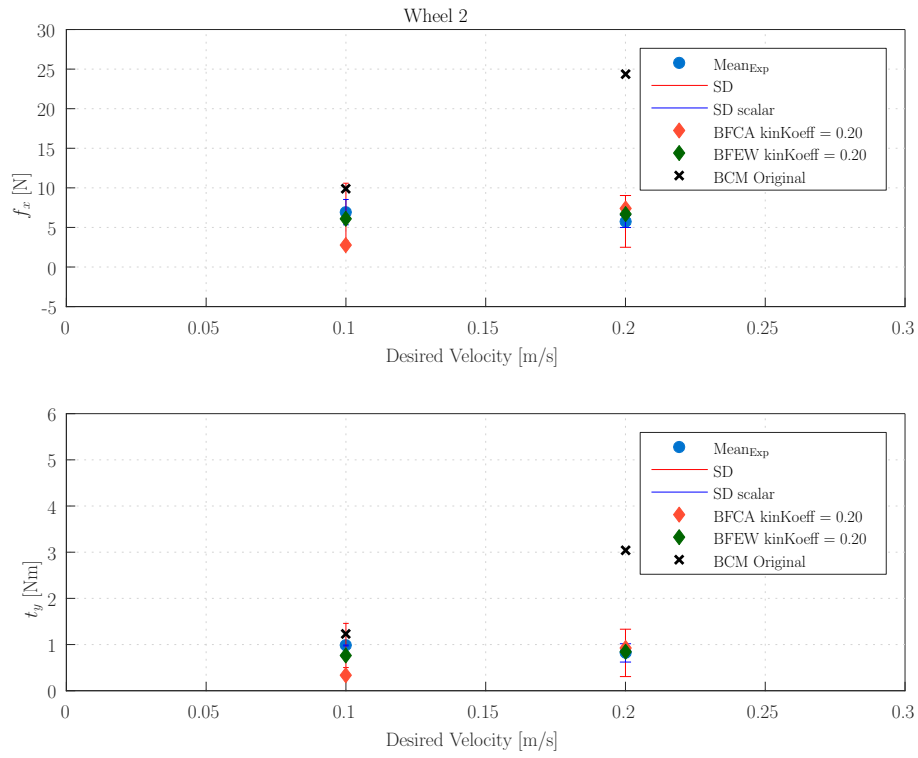 Wheel 2
30
25
20
15
10
5
0
-5
f_x [N]
0 0.05 0.1 0.15 0.2 0.25 0.3
Desired Velocity [m/s]
Mean_Exp
SD
SD scalar
BFCA kinKoeff = 0.20
BFEW kinKoeff = 0.20
BCM Original
6
5
4
3
2
1
0
t_y [Nm]
0 0.05 0.1 0.15 0.2 0.25 0.3
Desired Velocity [m/s]
Mean_Exp
SD
SD scalar
BFCA kinKoeff = 0.20
BFEW kinKoeff = 0.20
BCM Original